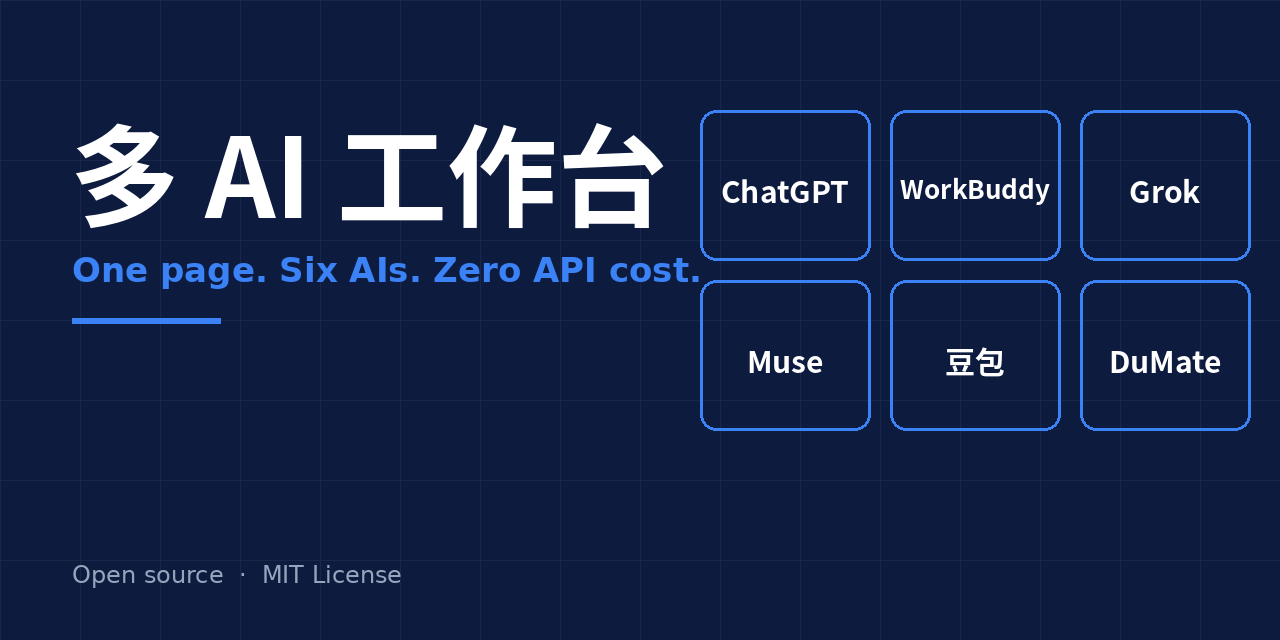 多 AI 工作台
One page. Six AIs. Zero API cost.
ChatGPT
WorkBuddy
Grok
Muse
豆包
DuMate
Open source · MIT License